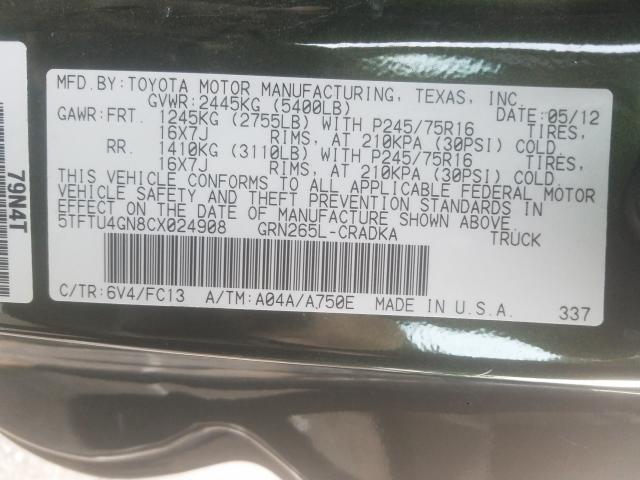 MFD.BY:TOYOTA MOTOR MANUFACTURING, TEXAS, INC.
GVWR:2445KG (5400LB) DATE:05/12
GAWR:FRT. 1245KG (2755LB) WITH P245/75R16 TIRES,
16X7J RIMS, AT 210KPA (30PSI) COLD
RR. 1410KG (3110LB) WITH P245/75R16 TIRES,
16X7J RIMS, AT 210KPA (30PSI) COLD
THIS VEHICLE CONFORMS TO ALL APPLICABLE FEDERAL MOTOR
VEHICLE SAFETY AND THEFT PREVENTION STANDARDS IN EFFECT ON THE DATE
OF MANUFACTURE SHOWN ABOVE.
5TFTU4GN8CX024908 GRN265L-CRADKA TRUCK
C/TR:6V4/FC13 A/TM:A04A/A750E MADE IN U.S.A. 337
79N4T